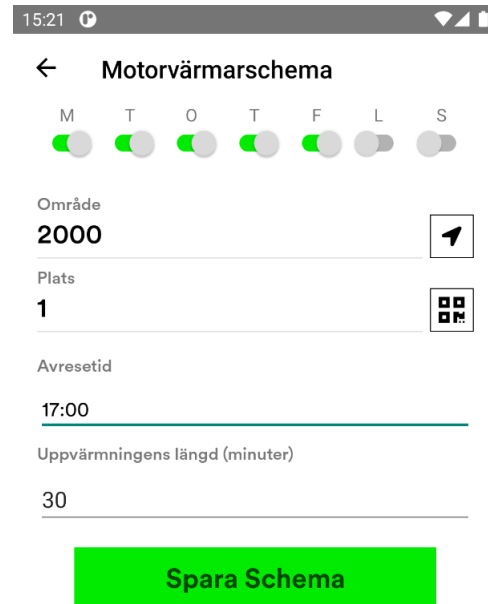 15:21
Motorvärmarschema
M T O T F L S
Område
2000
Plats
1
Avresetid
17:00
Uppvärmningens längd (minuter)
30
Spara Schema